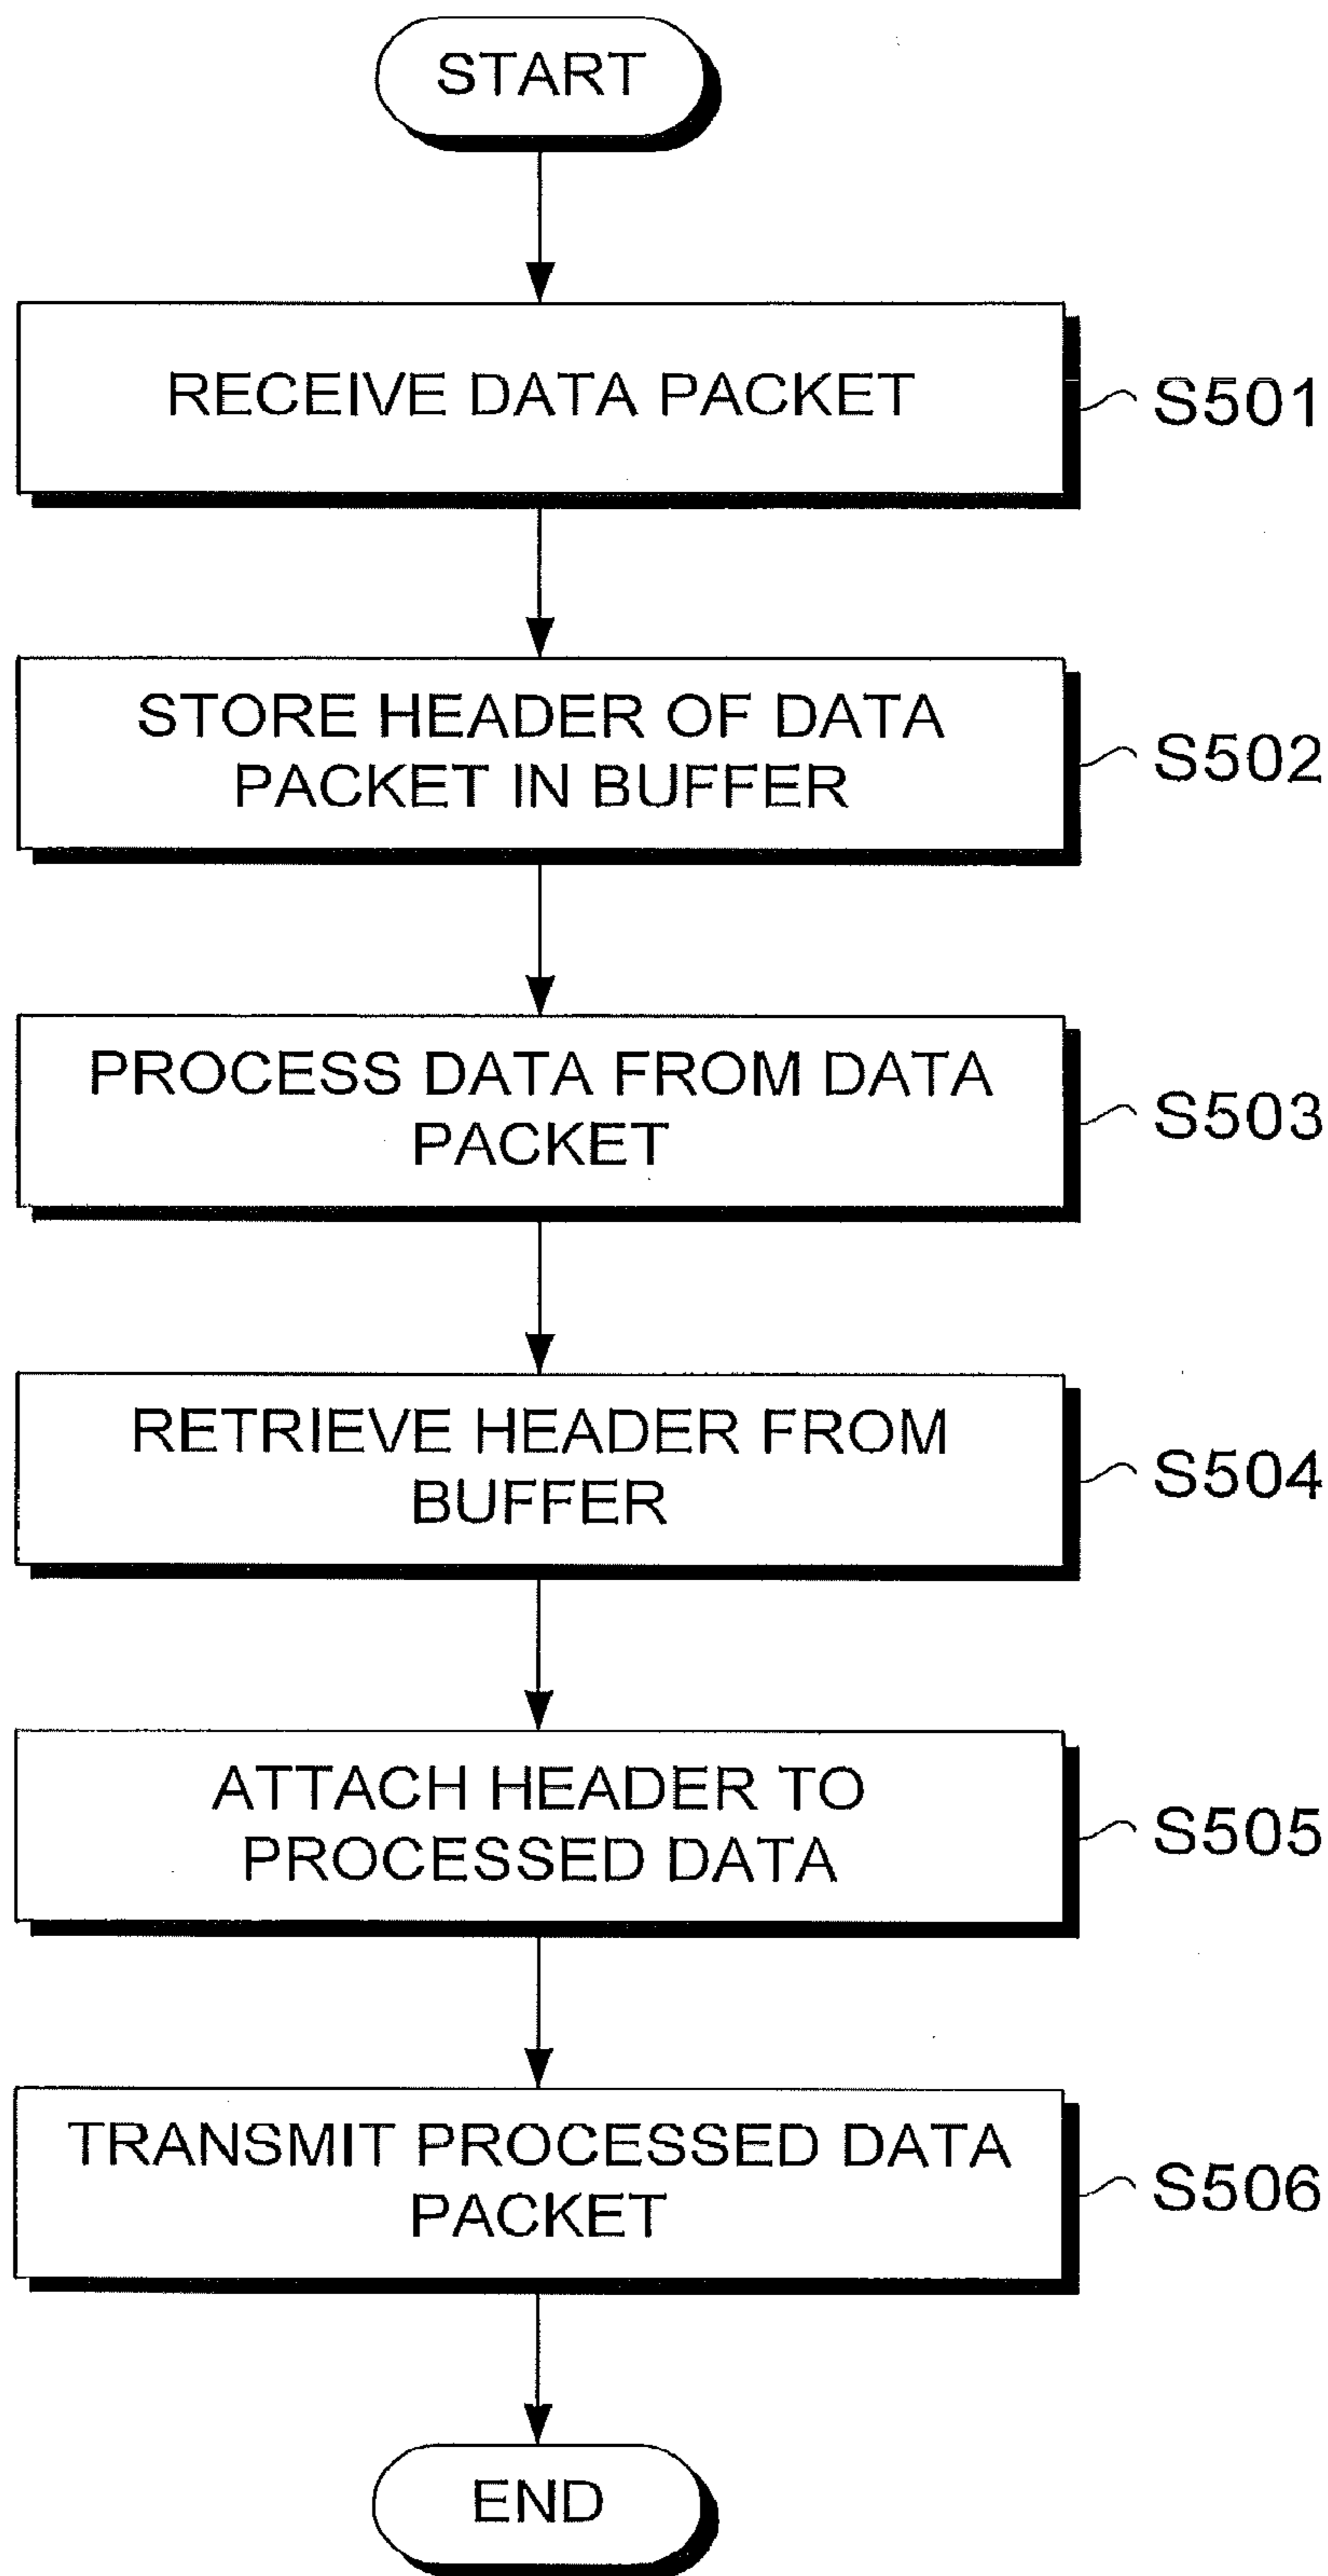 START
RECEIVE DATA PACKET
S501
STORE HEADER OF DATA
PACKET IN BUFFER
S502
PROCESS DATA FROM DATA
PACKET
S503
RETRIEVE HEADER FROM
BUFFER
S504
ATTACH HEADER TO
PROCESSED DATA
S505
TRANSMIT PROCESSED DATA
PACKET
S506
END